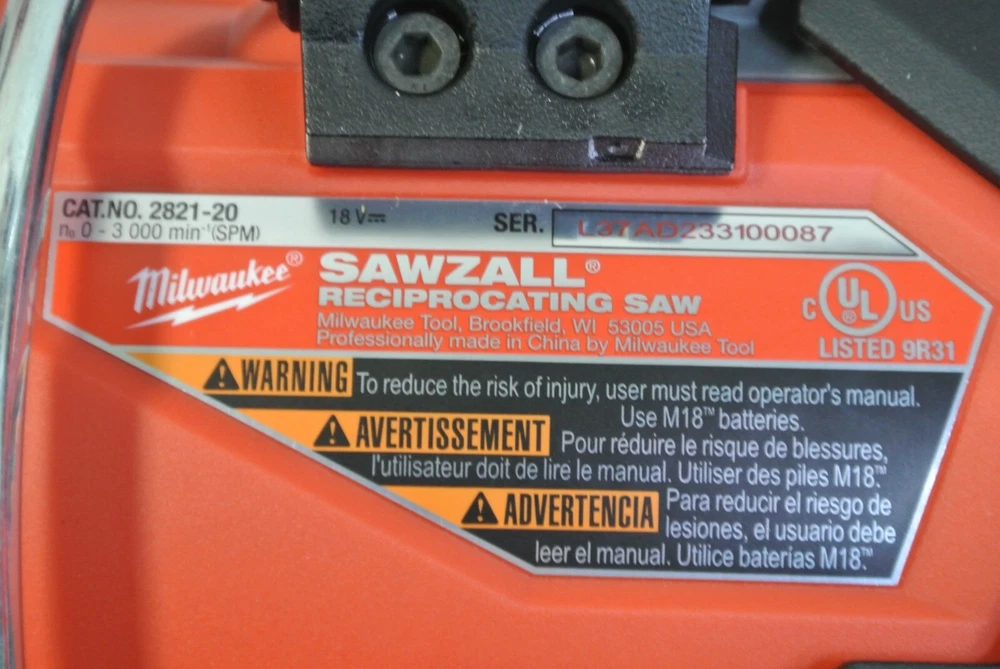 CAT.NO. 2821-20 18 V⎓ SER. L37AD233100087
n₀ 0 - 3 000 min⁻¹(SPM)
Milwaukee® SAWZALL®
RECIPROCATING SAW
Milwaukee Tool, Brookfield, WI 53005 USA
Professionally made in China by Milwaukee Tool
C UL® US
LISTED 9R31
WARNING To reduce the risk of injury, user must read operator's manual.
Use M18™ batteries.
AVERTISSEMENT Pour réduire le risque de blessures,
l'utilisateur doit de lire le manual. Utiliser des piles M18.™
ADVERTENCIA Para reducir el riesgo de
lesiones, el usuario debe
leer el manual. Utilice baterías M18.™